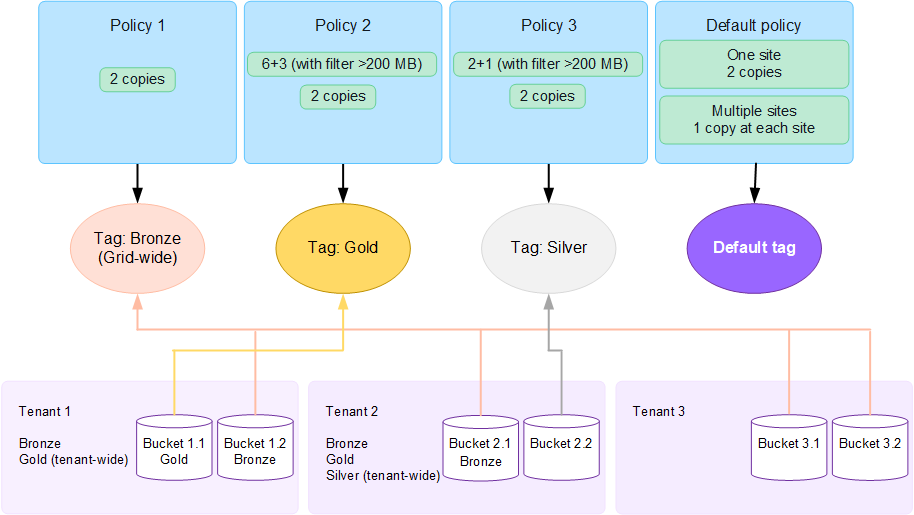 Policy 1
2 copies
Policy 2
6+3 (with filter >200 MB)
2 copies
Policy 3
2+1 (with filter >200 MB)
2 copies
Default policy
One site
2 copies
Multiple sites
1 copy at each site
Tag: Bronze
(Grid-wide)
Tag: Gold
Tag: Silver
Default tag
Tenant 1
Bronze
Gold (tenant-wide)
Bucket 1.1
Gold
Bucket 1.2
Bronze
Tenant 2
Bronze
Gold
Silver (tenant-wide)
Bucket 2.1
Bronze
Bucket 2.2
Tenant 3
Bucket 3.1
Bucket 3.2